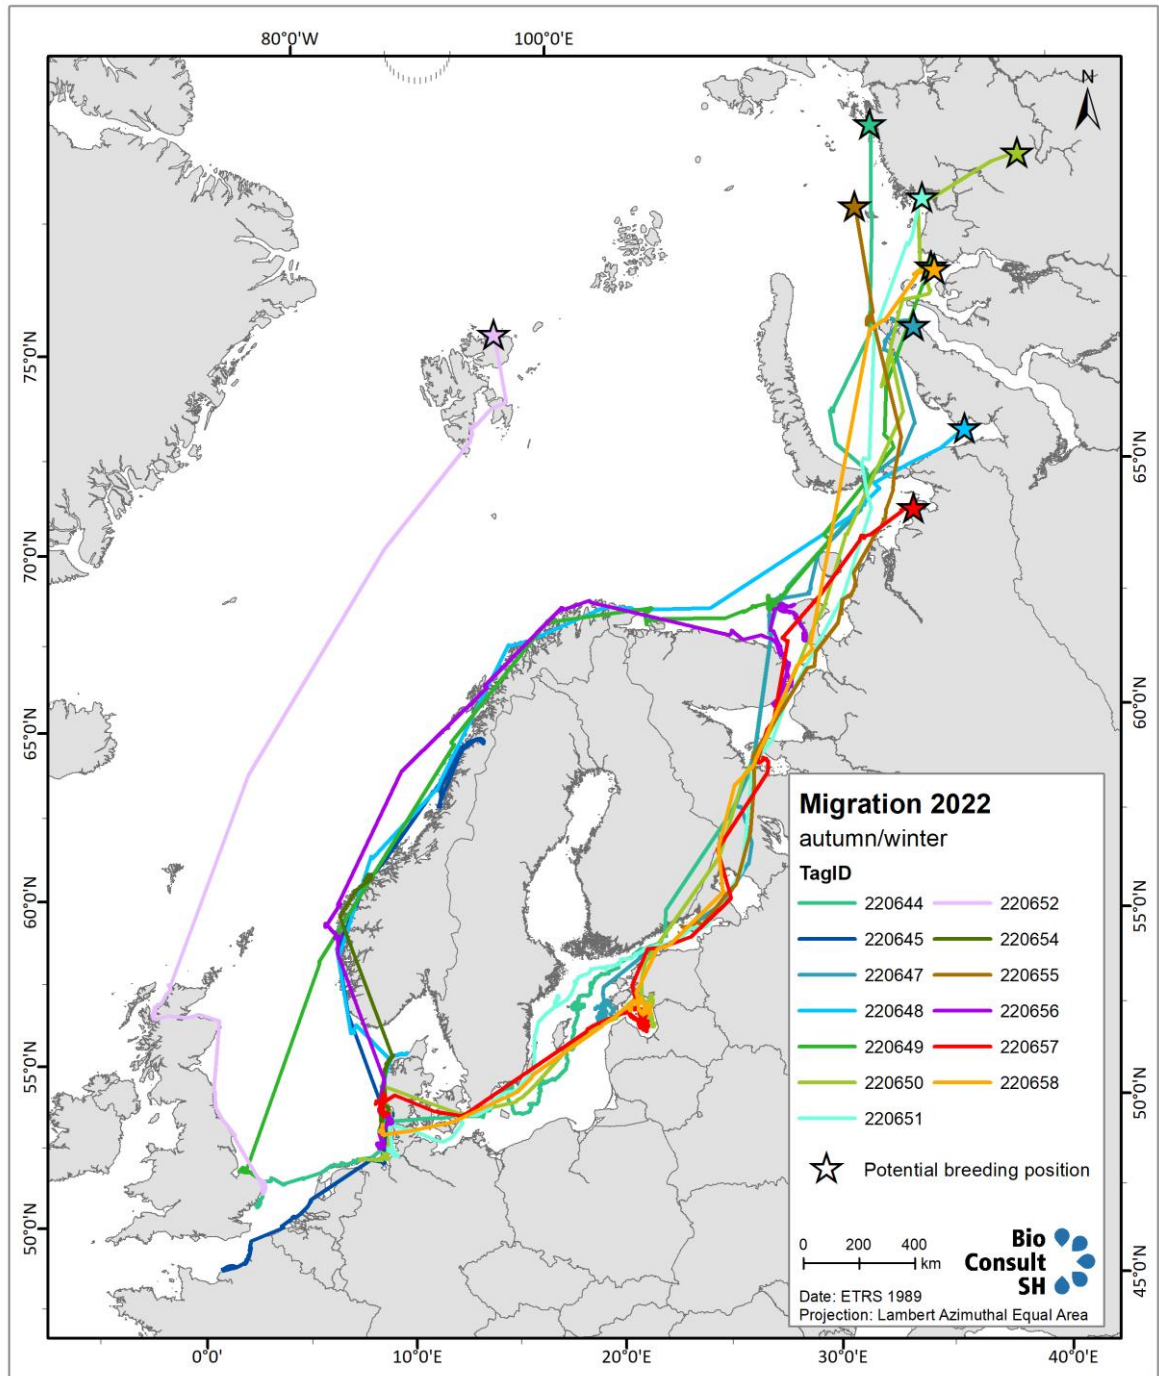 80°0'W 100°0'E
N
75°0'N
65°0'N
70°0'N
60°0'N
65°0'N
Migration 2022
autumn/winter
TagID
220644 220652
220645 220654
220647 220655
220648 220656
220649 220657
220650 220658
220651
60°0'N
55°0'N
55°0'N
50°0'N
Potential breeding position
50°0'N
45°0'N
0 200 400
km
Bio
Consult
SH
Date: ETRS 1989
Projection: Lambert Azimuthal Equal Area
0°0' 10°0'E 20°0'E 30°0'E 40°0'E